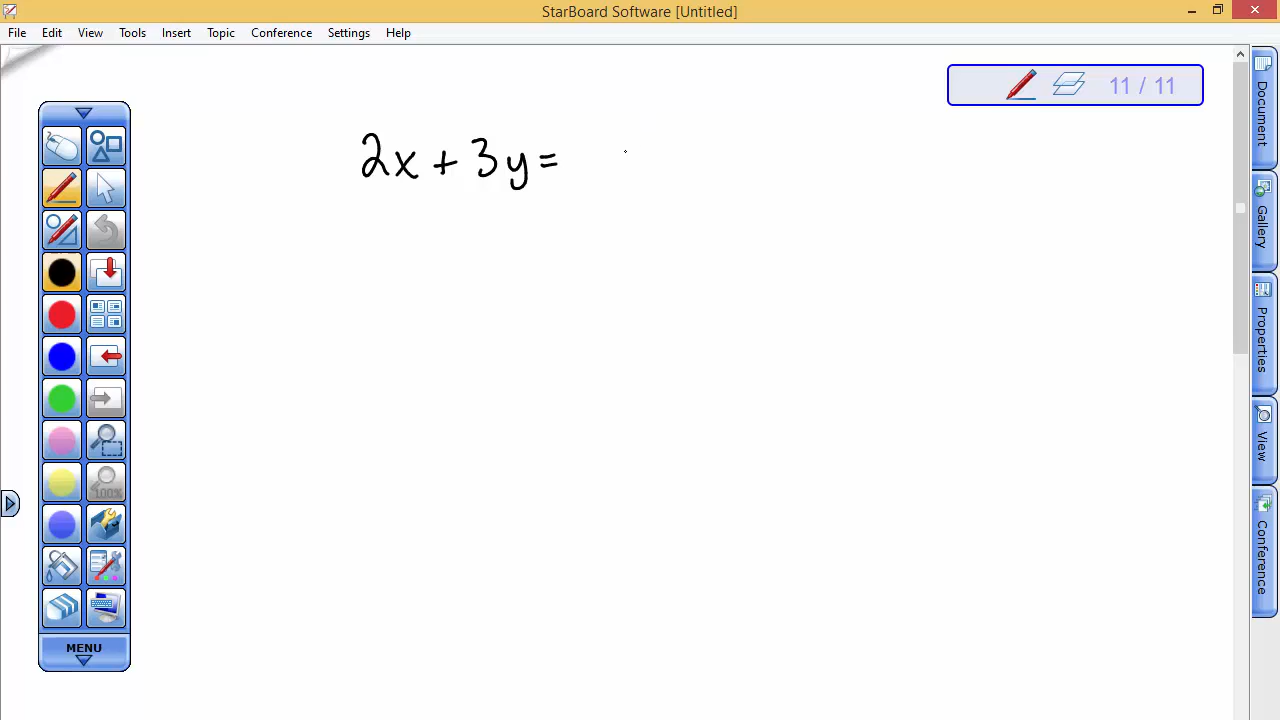 StarBoard Software [Untitled]
File Edit View Tools Insert Topic Conference Settings Help
11 / 11
2x + 3y =
100%
MENU
Document
Gallery
Properties
View
Conference